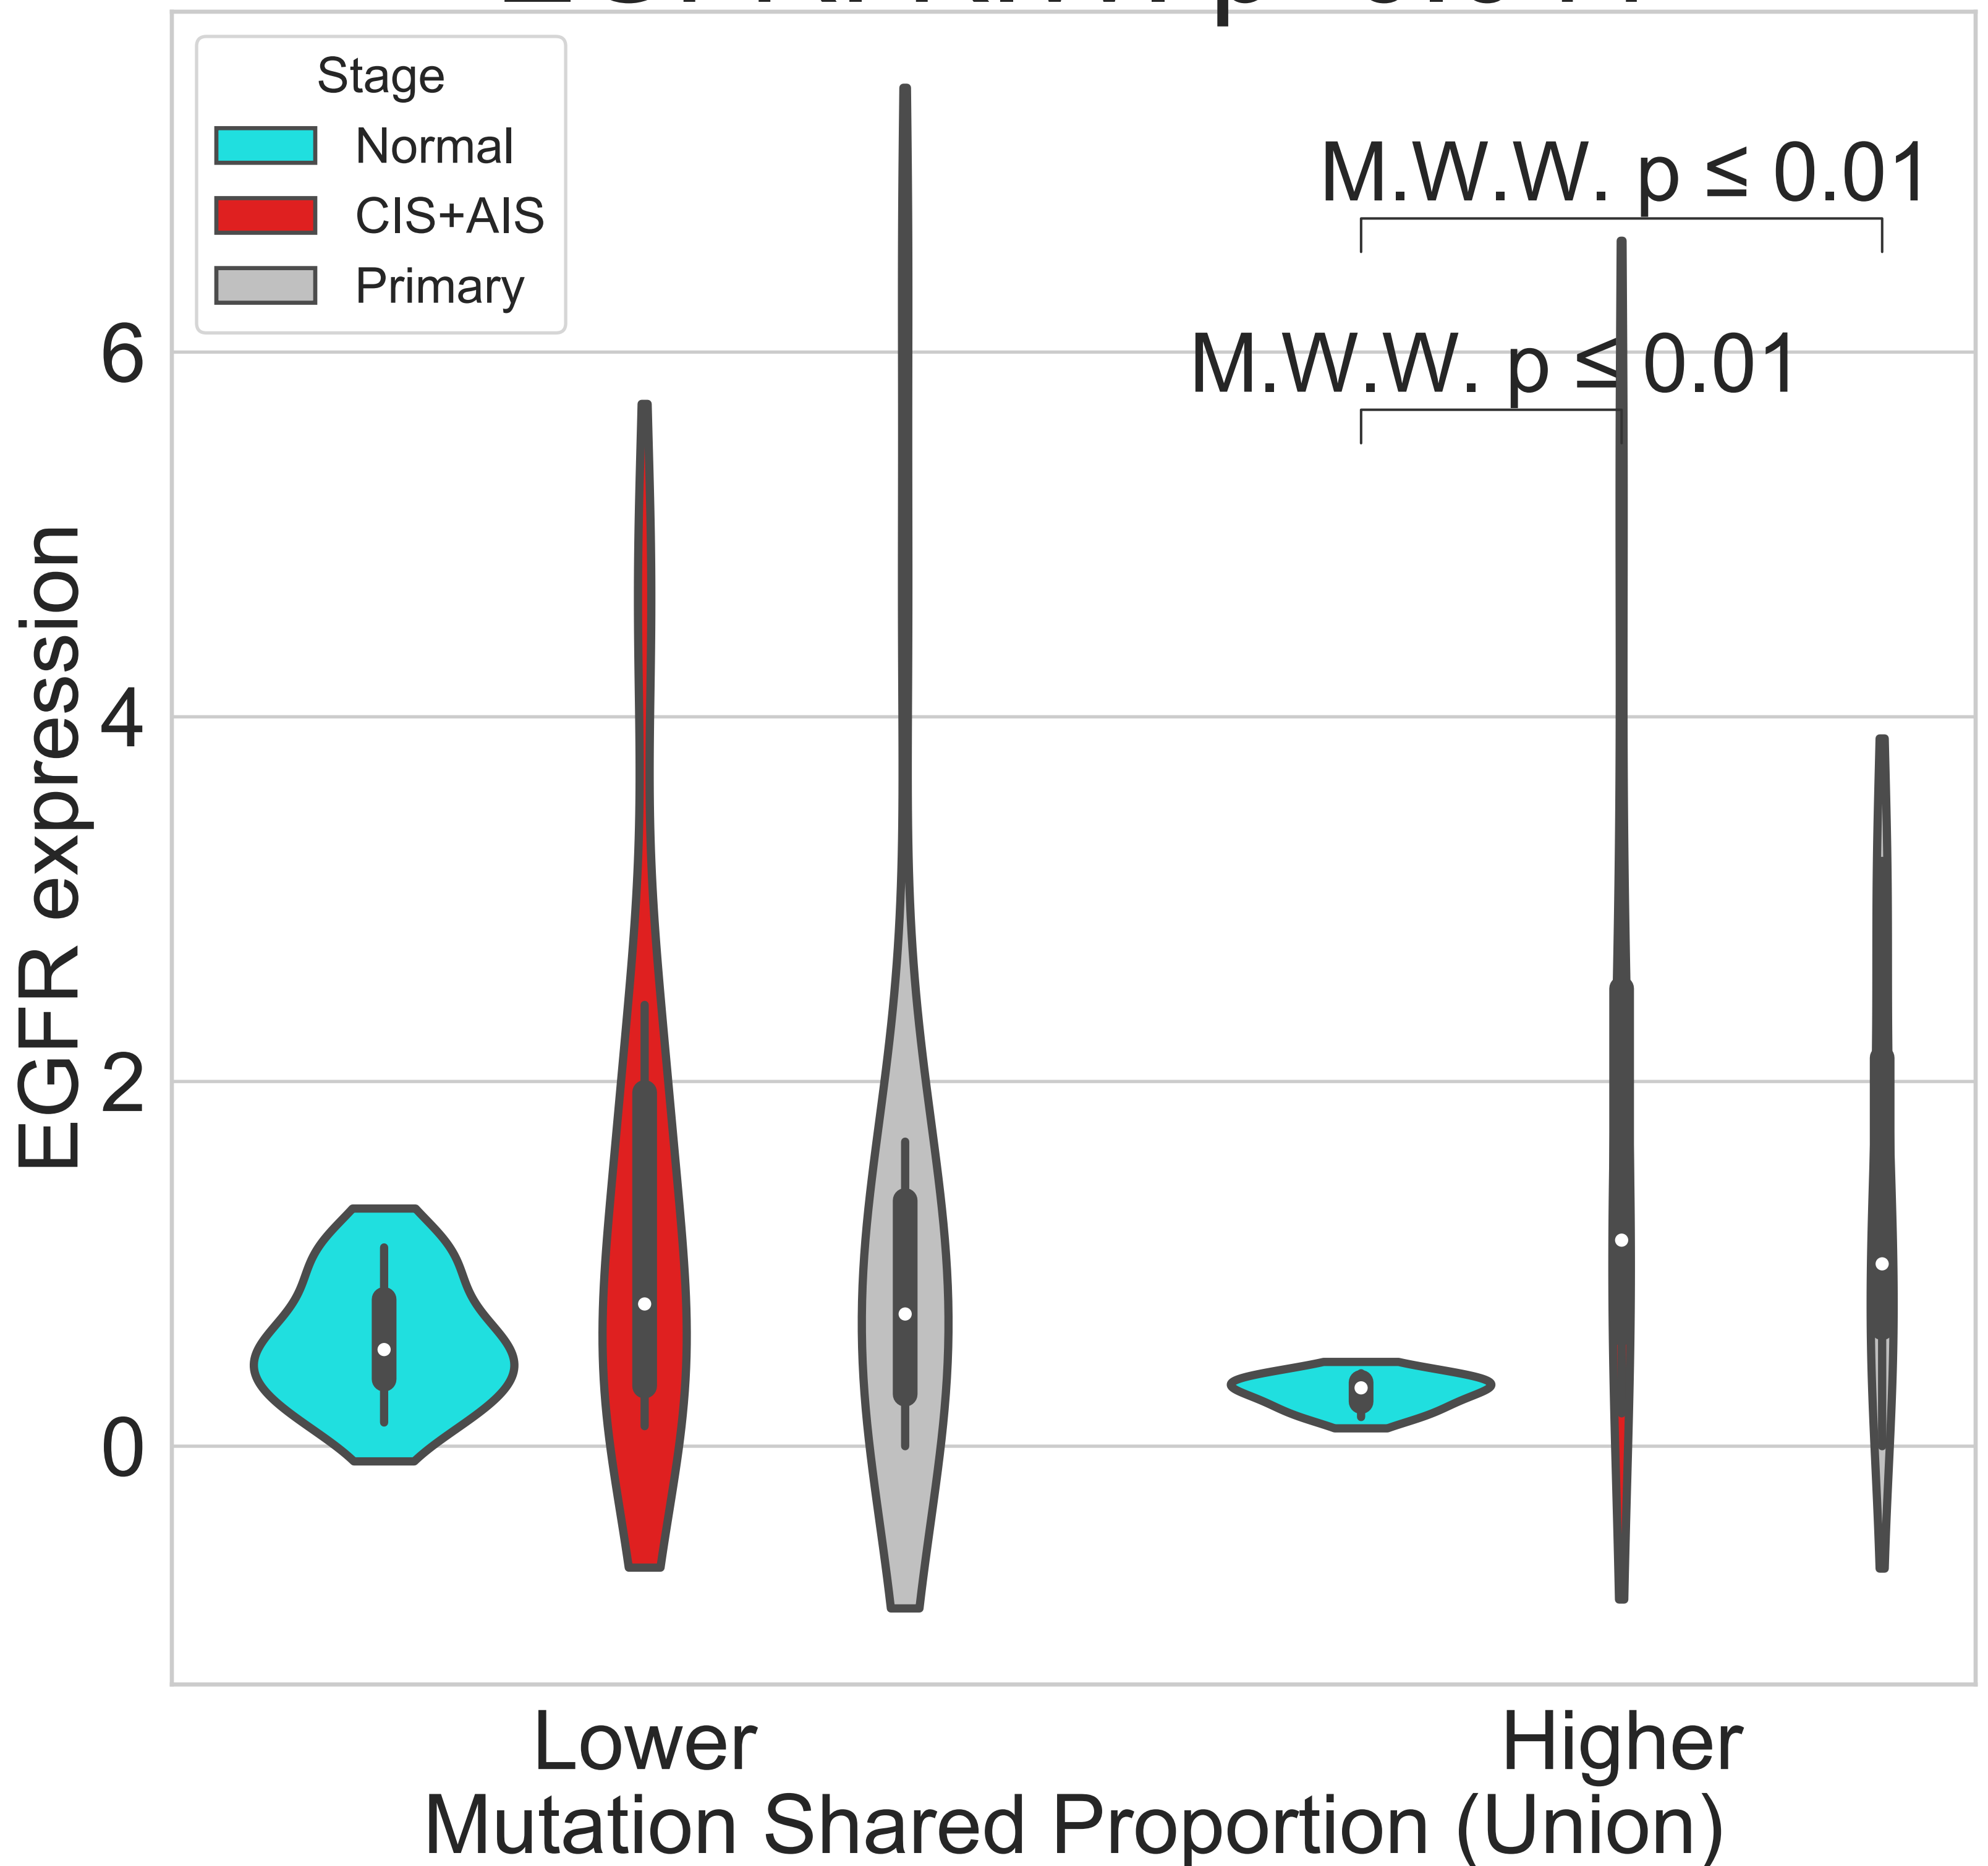 Stage
Normal
CIS+AIS
Primary
M.W.W. p ≤ 0.01
M.W.W. p ≤ 0.01
6
4
2
0
EGFR expression
Lower
Higher
Mutation Shared Proportion (Union)